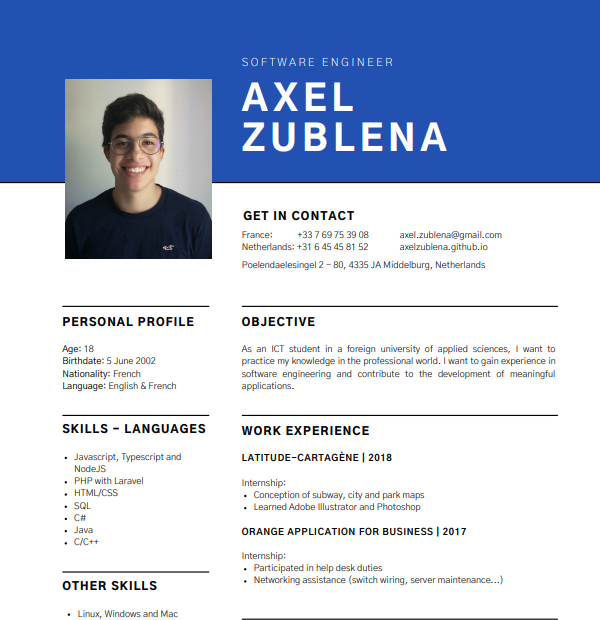 SOFTWARE ENGINEER
AXEL
ZUBLENA
GET IN CONTACT
France: +33 7 69 75 39 08 axel.zublena@gmail.com
Netherlands: +31 6 45 45 81 52 axelzublena.github.io
Poelendaelesingel 2 - 80, 4335 JA Middelburg, Netherlands
PERSONAL PROFILE
Age: 18
Birthdate: 5 June 2002
Nationality: French
Language: English & French
OBJECTIVE
As an ICT student in a foreign university of applied sciences, I want to
practice my knowledge in the professional world. I want to gain experience in
software engineering and contribute to the development of meaningful
applications.
SKILLS - LANGUAGES
• Javascript, Typescript and
NodeJS
• PHP with Laravel
• HTML/CSS
• SQL
• C#
• Java
• C/C++
OTHER SKILLS
• Linux, Windows and Mac
WORK EXPERIENCE
LATITUDE-CARTAGÈNE | 2018
Internship:
• Conception of subway, city and park maps
• Learned Adobe Illustrator and Photoshop
ORANGE APPLICATION FOR BUSINESS | 2017
Internship:
• Participated in help desk duties
• Networking assistance (switch wiring, server maintenance...)